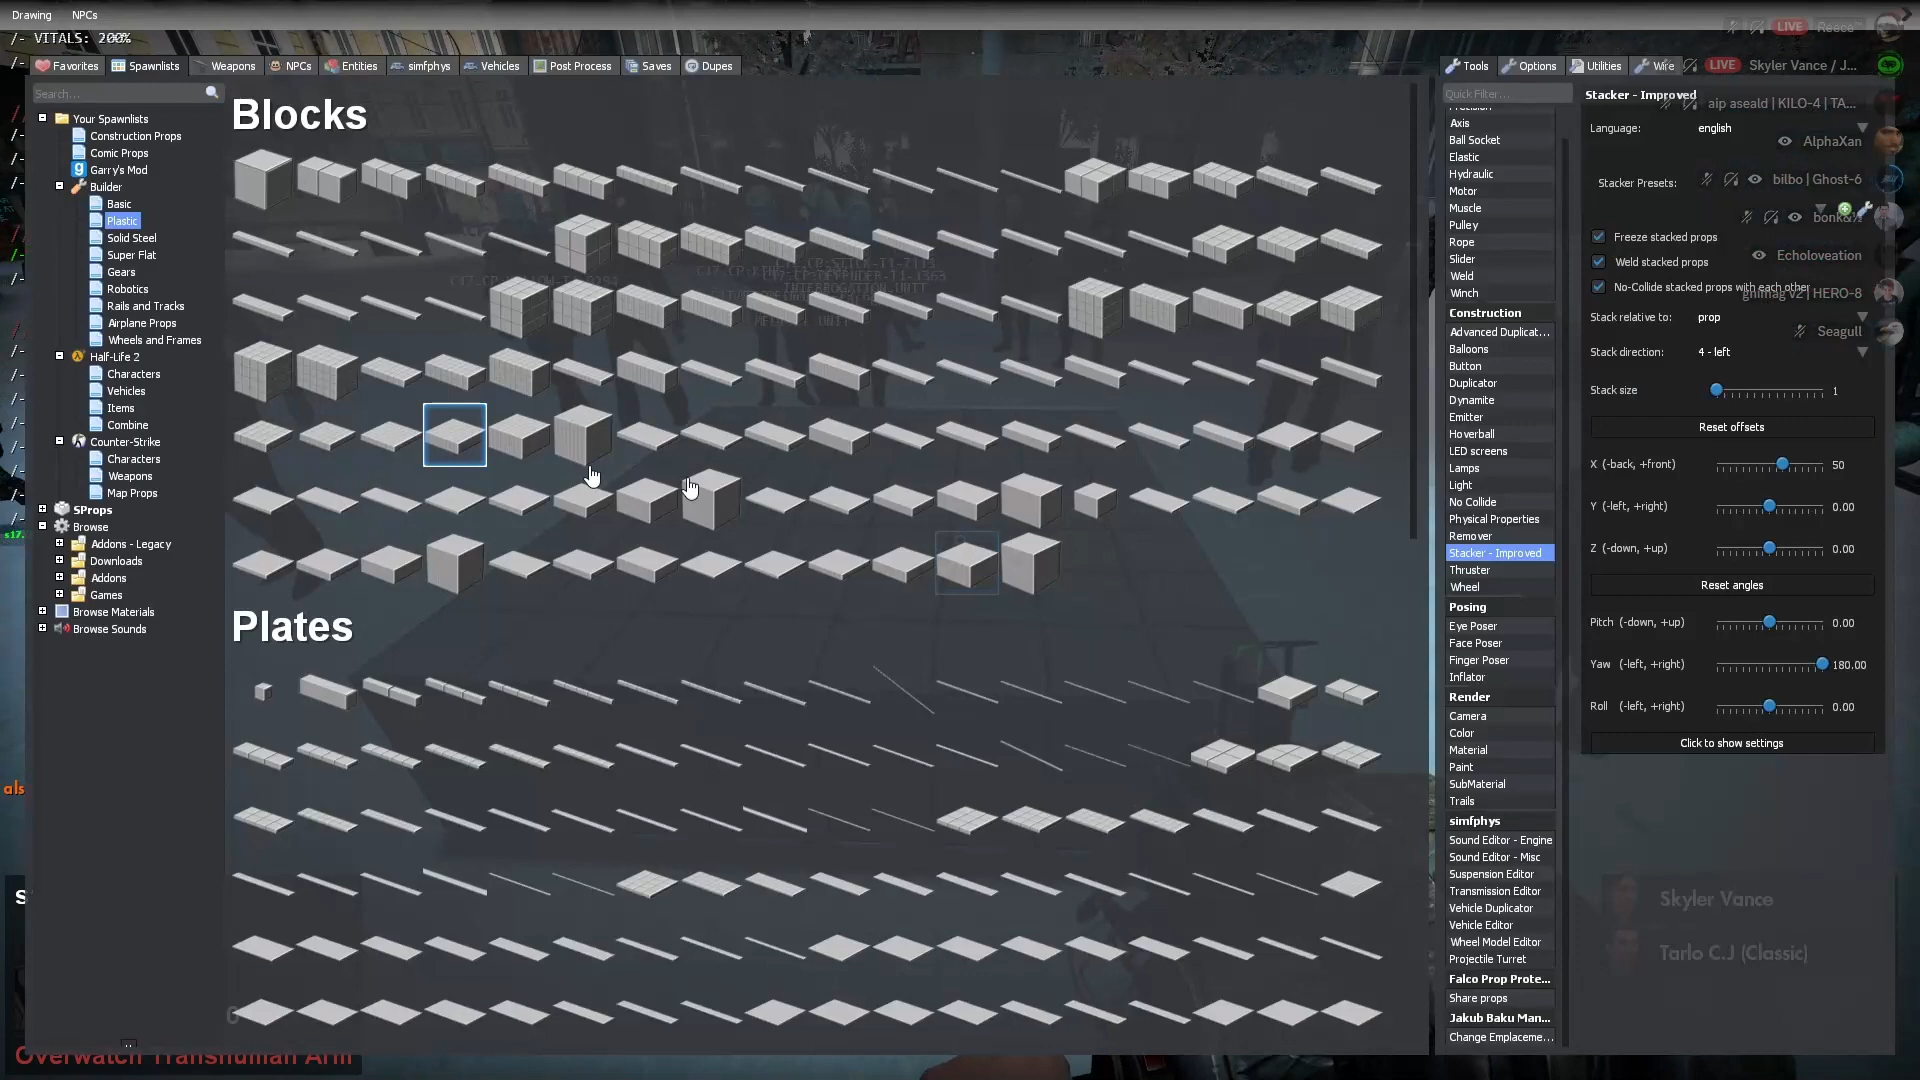 Drawing NPCs
/- VITALS: 200%
LIVE Reece
Favorites Spawnlists Weapons NPCs Entities simfphys Vehicles Post Process Saves Dupes
Tools Options Utilities Wire
LIVE Skyler Vance / J...
Search...
Your Spawnlists
Construction Props
Comic Props
Garry's Mod
Builder
Basic
Plastic
Solid Steel
Super Flat
Gears
Robotics
Rails and Tracks
Airplane Props
Wheels and Frames
Half-Life 2
Characters
Vehicles
Items
Combine
Counter-Strike
Characters
Weapons
Map Props
SProps
Browse
Addons - Legacy
Downloads
Addons
Games
Browse Materials
Browse Sounds
Blocks
Plates
Quick Filter...
Precision
Axis
Ball Socket
Elastic
Hydraulic
Motor
Muscle
Pulley
Rope
Slider
Weld
Winch
Construction
Advanced Duplicat...
Balloons
Button
Duplicator
Dynamite
Emitter
Hoverball
LED screens
Lamps
Light
No Collide
Physical Properties
Remover
Stacker - Improved
Thruster
Wheel
Posing
Eye Poser
Face Poser
Finger Poser
Inflator
Render
Camera
Color
Material
Paint
SubMaterial
Trails
simfphys
Sound Editor - Engine
Sound Editor - Misc
Suspension Editor
Transmission Editor
Vehicle Duplicator
Vehicle Editor
Wheel Model Editor
Projectile Turret
Falco Prop Prote...
Share props
Jakub Baku Man...
Change Emplaceme...
Stacker - Improved
aip aseald | KILO-4 | TA...
Language: english
AlphaXan
Stacker Presets:
bilbo | Ghost-6
Freeze stacked props
Weld stacked props
Echoloveation
No-Collide stacked props with each other
Stack relative to: prop
Seagull
Stack direction: 4 - left
Stack size 1
Reset offsets
X (-back, +front) 50
Y (-left, +right) 0.00
Z (-down, +up) 0.00
Reset angles
Pitch (-down, +up) 0.00
Yaw (-left, +right) 180.00
Roll (-left, +right) 0.00
Click to show settings
Skyler Vance
Tarlo C.J (Classic)
als
Overwatch Transhuman Arm